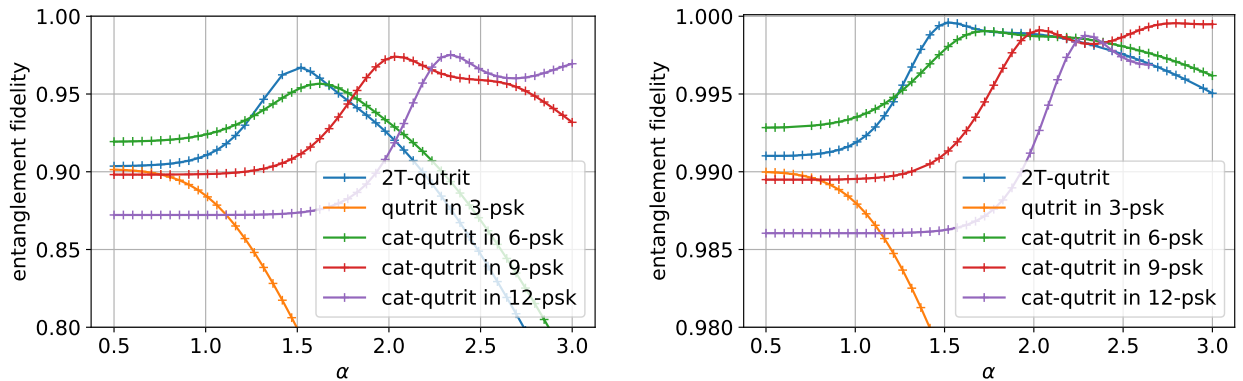 1.00
0.95
0.90
0.85
0.80
entanglement fidelity
0.5
1.0
1.5
2.0
2.5
3.0
α
2T-qutrit
qutrit in 3-psk
cat-qutrit in 6-psk
cat-qutrit in 9-psk
cat-qutrit in 12-psk
1.000
0.995
0.990
0.985
0.980
entanglement fidelity
0.5
1.0
1.5
2.0
2.5
3.0
α
2T-qutrit
qutrit in 3-psk
cat-qutrit in 6-psk
cat-qutrit in 9-psk
cat-qutrit in 12-psk